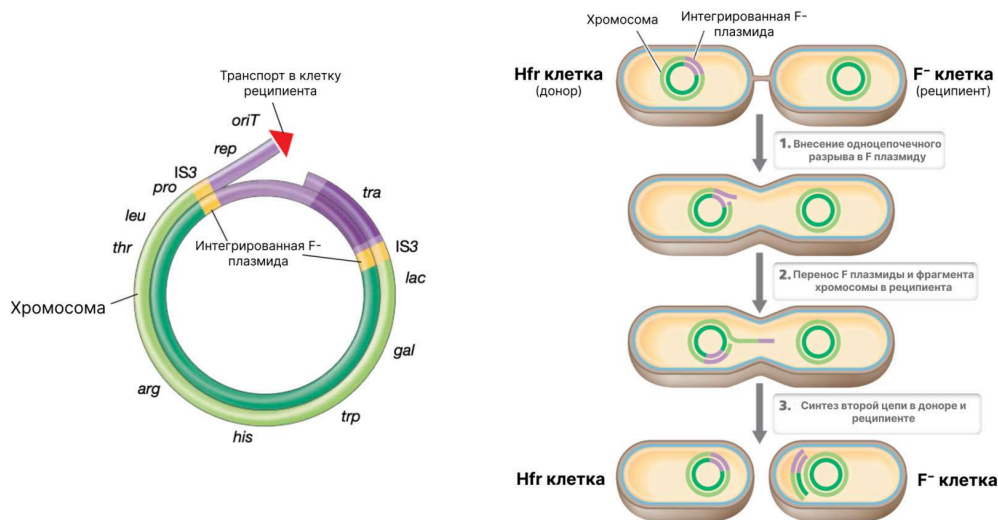 Транспорт в клетку
реципиента
oriT
rep
IS3
pro
leu
thr
tra
Интегрированная F-
плазмида
IS3
lac
Хромосома
gal
arg
trp
his
Хромосома
Интегрированная F-
плазмида
Hfr клетка
(донор)
F⁻ клетка
(реципиент)
1. Внесение одноцепочечного
разрыва в F плазмиду
2. Перенос F плазмиды и фрагмента
хромосомы в реципиента
3. Синтез второй цепи в доноре и
реципиенте
Hfr клетка
F⁻ клетка